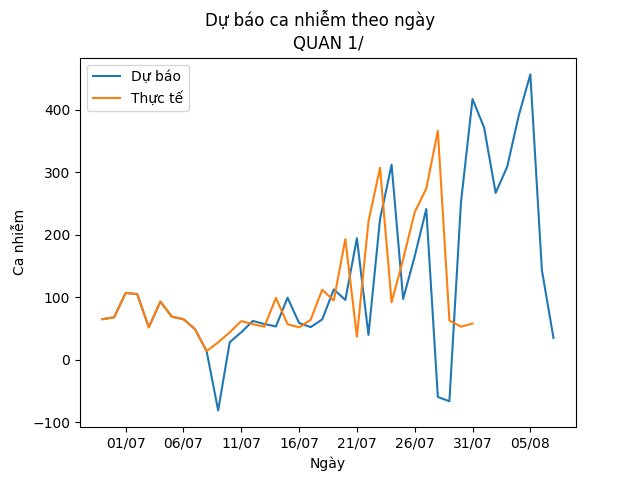 Dự báo ca nhiễm theo ngày
QUAN 1/
Dự báo
Thực tế
Ca nhiễm
400
300
200
100
0
−100
01/07 06/07 11/07 16/07 21/07 26/07 31/07 05/08
Ngày